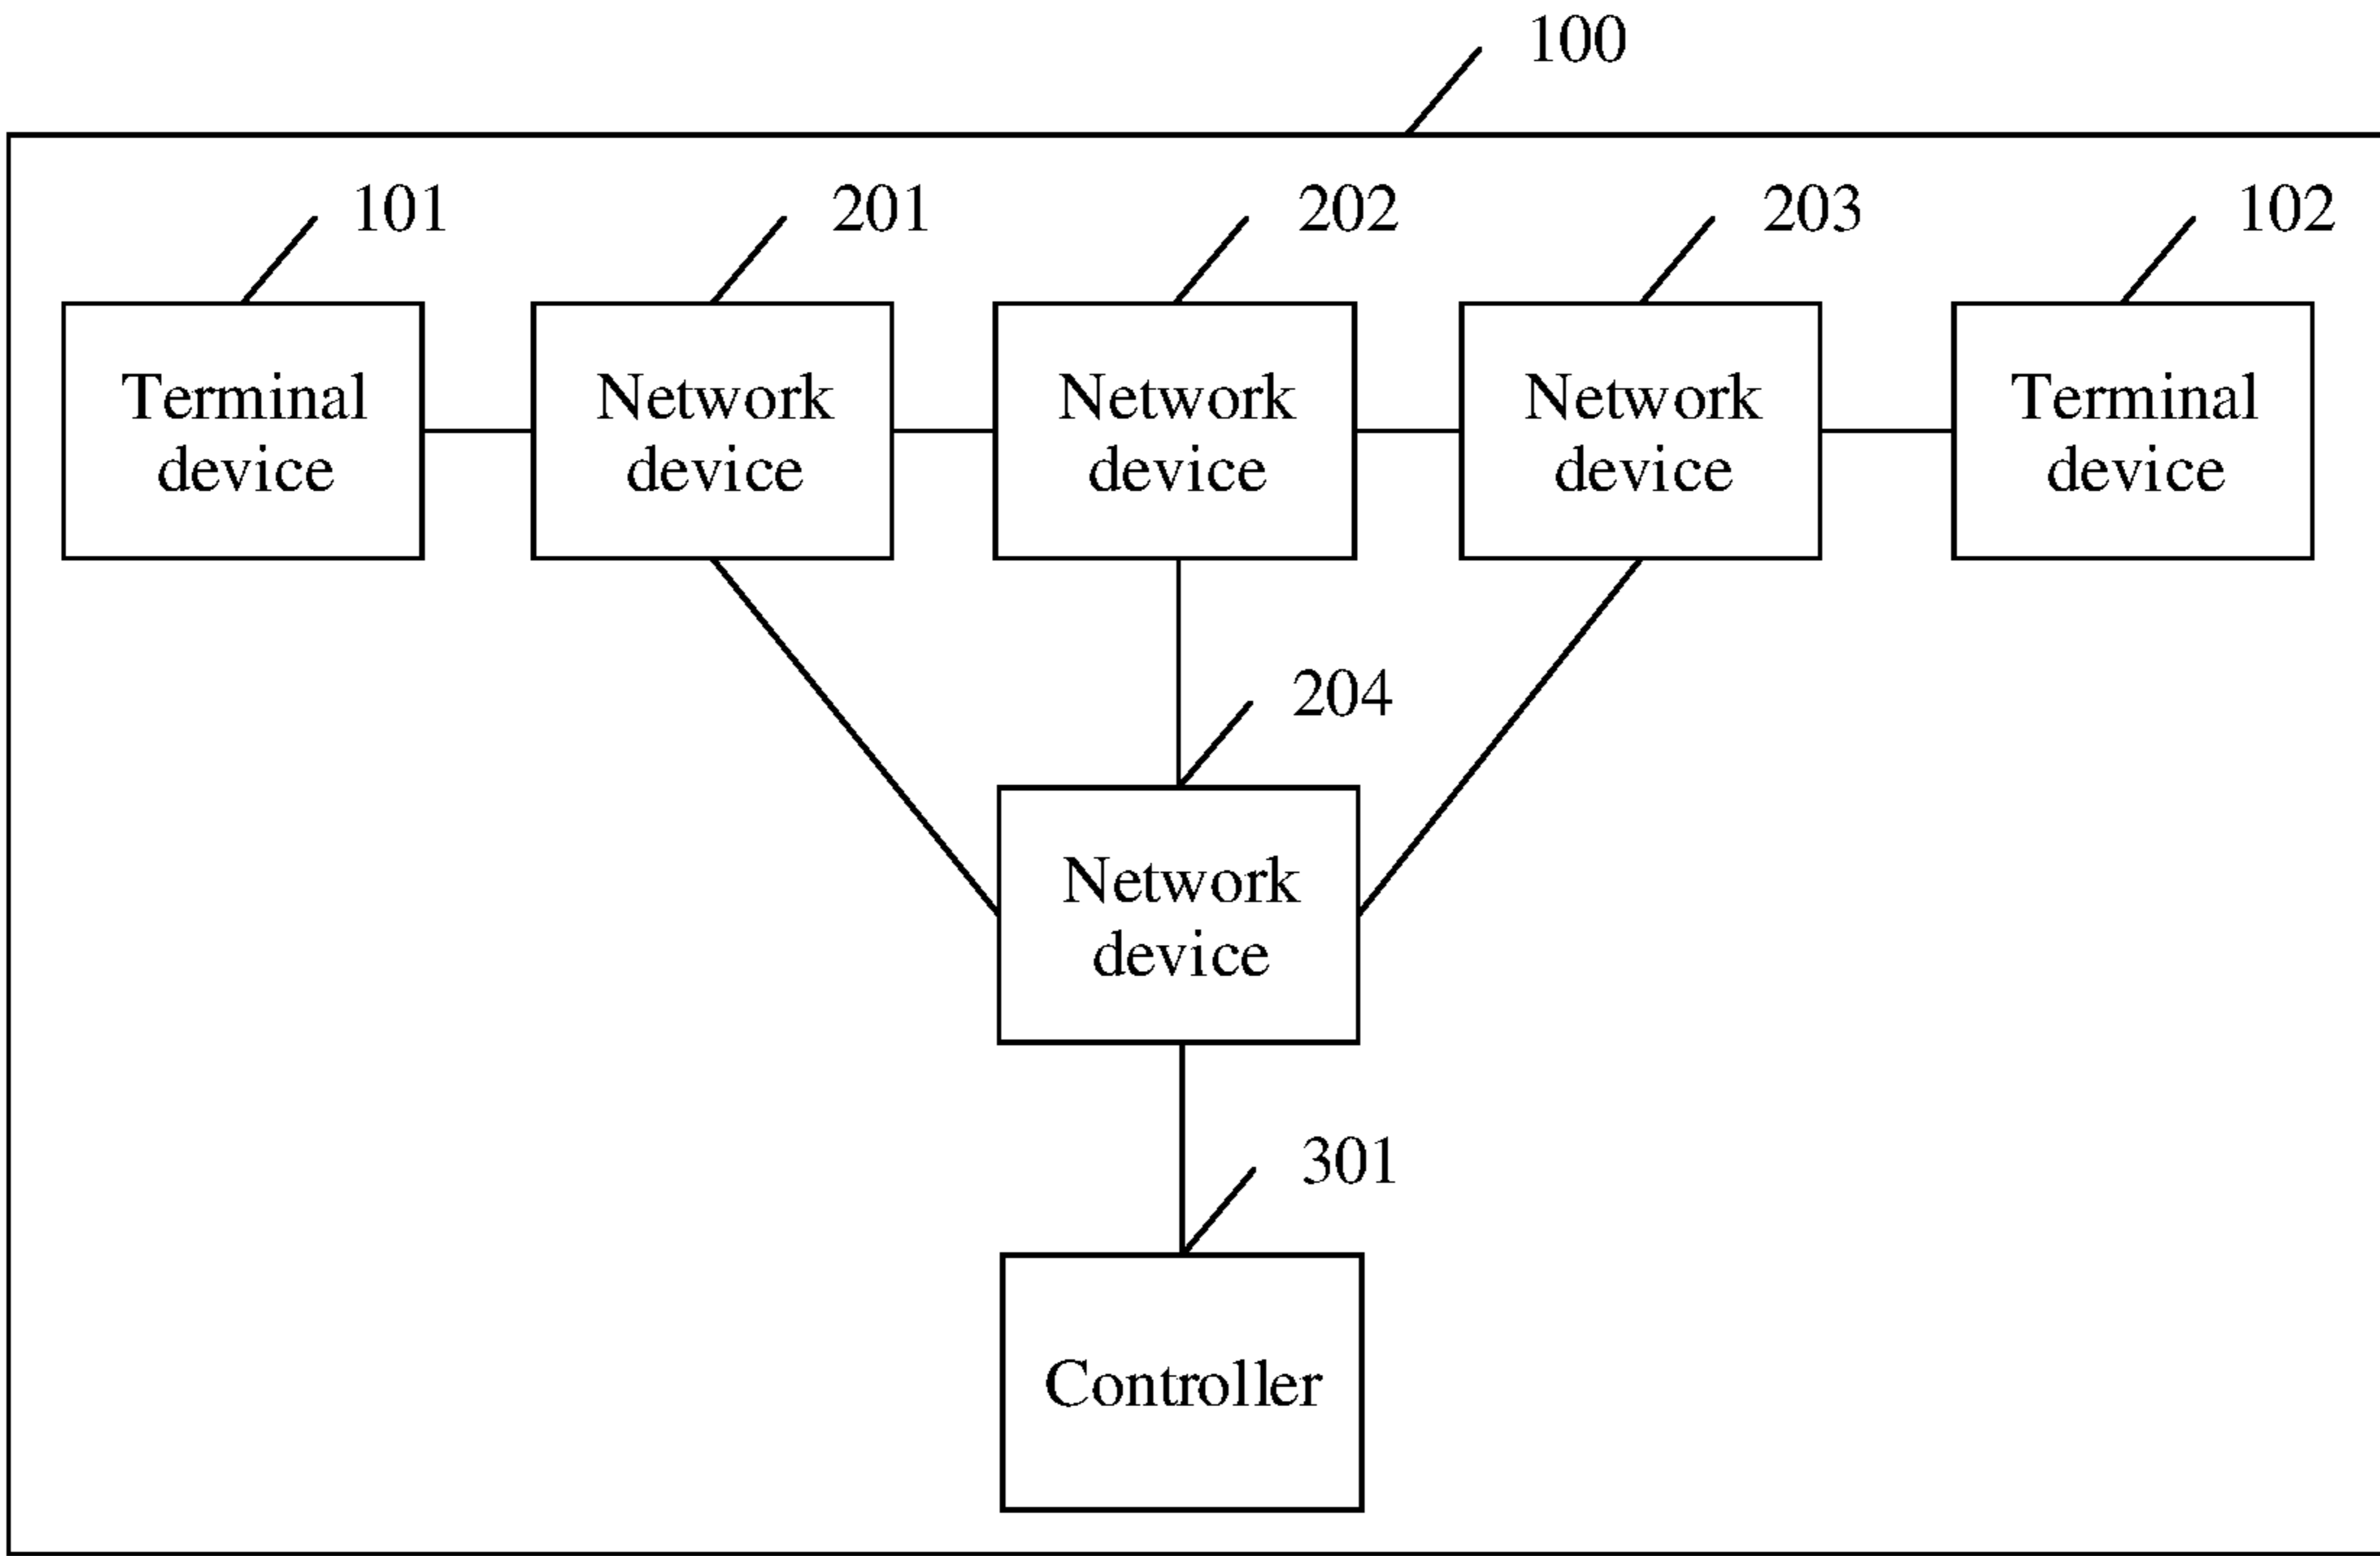 100
101
201
202
203
102
Terminal
device
Network
device
Network
device
Network
device
Terminal
device
204
Network
device
301
Controller